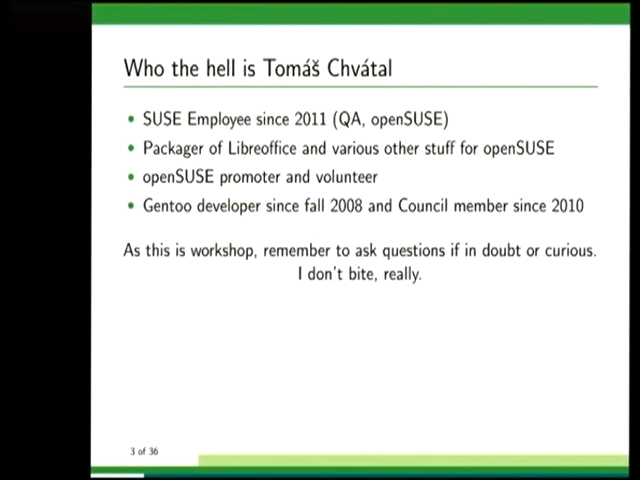 Who the hell is Tomáš Chvátal
• SUSE Employee since 2011 (QA, openSUSE)
• Packager of Libreoffice and various other stuff for openSUSE
• openSUSE promoter and volunteer
• Gentoo developer since fall 2008 and Council member since 2010
As this is workshop, remember to ask questions if in doubt or curious.
I don't bite, really.
3 of 36